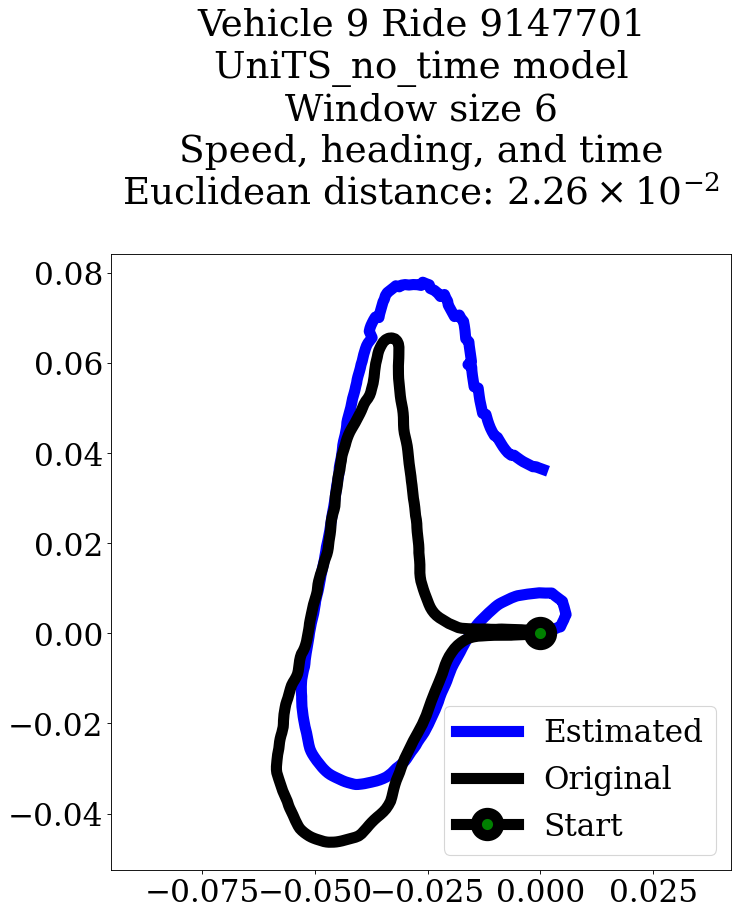 Vehicle 9 Ride 9147701
UniTS_no_time model
Window size 6
Speed, heading, and time
Euclidean distance: 2.26 × 10⁻²
0.08
0.06
0.04
0.02
0.00
−0.02
−0.04
Estimated
Original
Start
−0.075 −0.050 −0.025 0.000 0.025